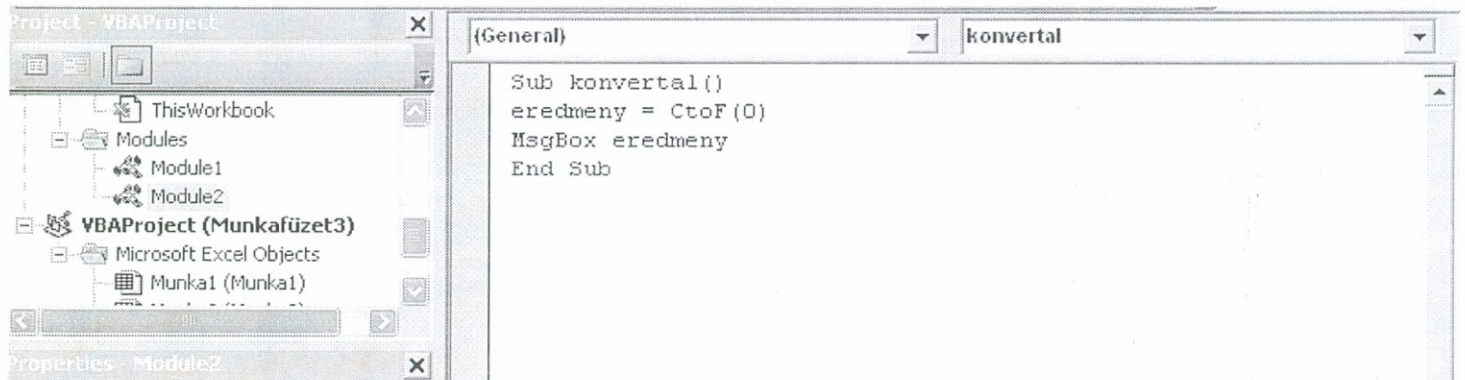 Project - VBAProject
ThisWorkbook
Modules
Module1
Module2
VBAProject (Munkafüzet3)
Microsoft Excel Objects
Munka1 (Munka1)
Properties - Module2
(General)
konvertal
Sub konvertal()
eredmeny = CtoF(0)
MsgBox eredmeny
End Sub